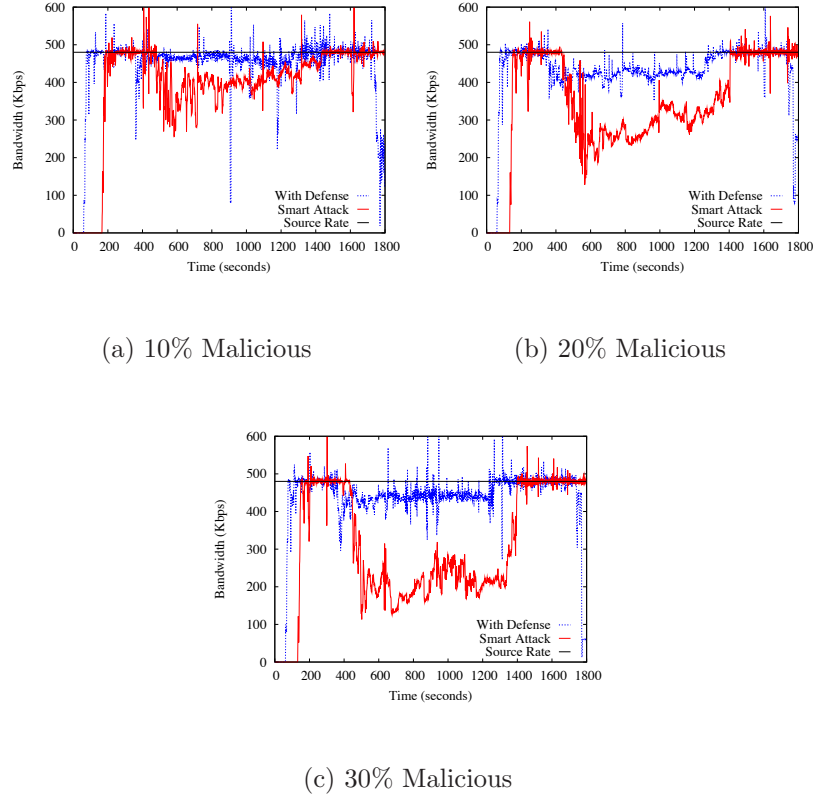 600
500
400
300
200
100
0
Bandwidth (Kbps)
With Defense
Smart Attack
Source Rate
0 200 400 600 800 1000 1200 1400 1600 1800
Time (seconds)
(a) 10% Malicious
600
500
400
300
200
100
0
Bandwidth (Kbps)
With Defense
Smart Attack
Source Rate
0 200 400 600 800 1000 1200 1400 1600 1800
Time (seconds)
(b) 20% Malicious
600
500
400
300
200
100
0
Bandwidth (Kbps)
With Defense
Smart Attack
Source Rate
0 200 400 600 800 1000 1200 1400 1600 1800
Time (seconds)
(c) 30% Malicious